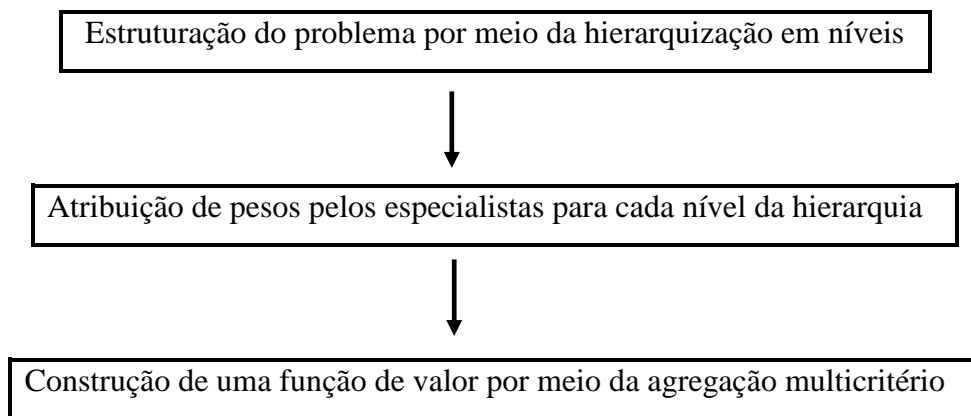 Estruturação do problema por meio da hierarquização em níveis
Atribuição de pesos pelos especialistas para cada nível da hierarquia
Construção de uma função de valor por meio da agregação multicritério